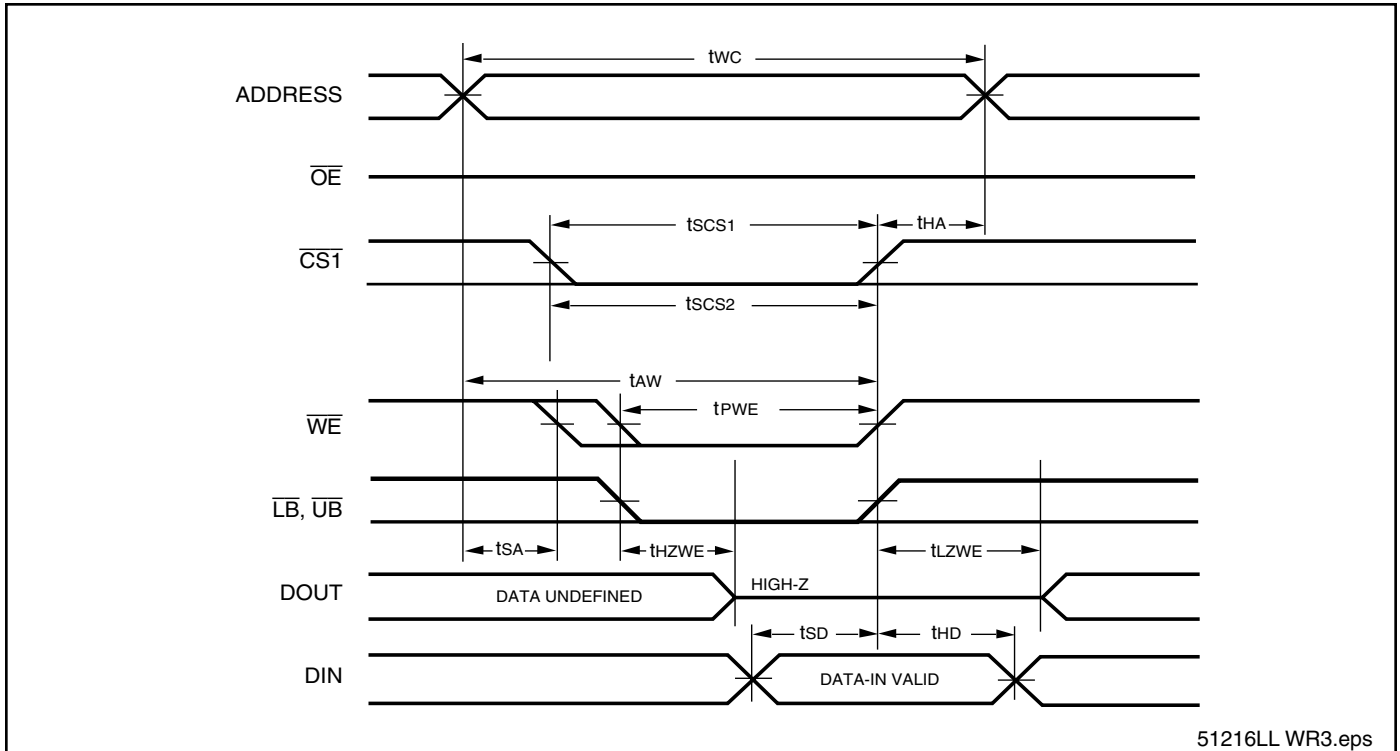 tWC
ADDRESS
OE
tSCS1
tHA
CS1
tSCS2
tAW
tPWE
WE
LB, UB
tSA
tHZWE
tLZWE
DOUT
DATA UNDEFINED
HIGH-Z
tSD
tHD
DIN
DATA-IN VALID
51216LL WR3.eps